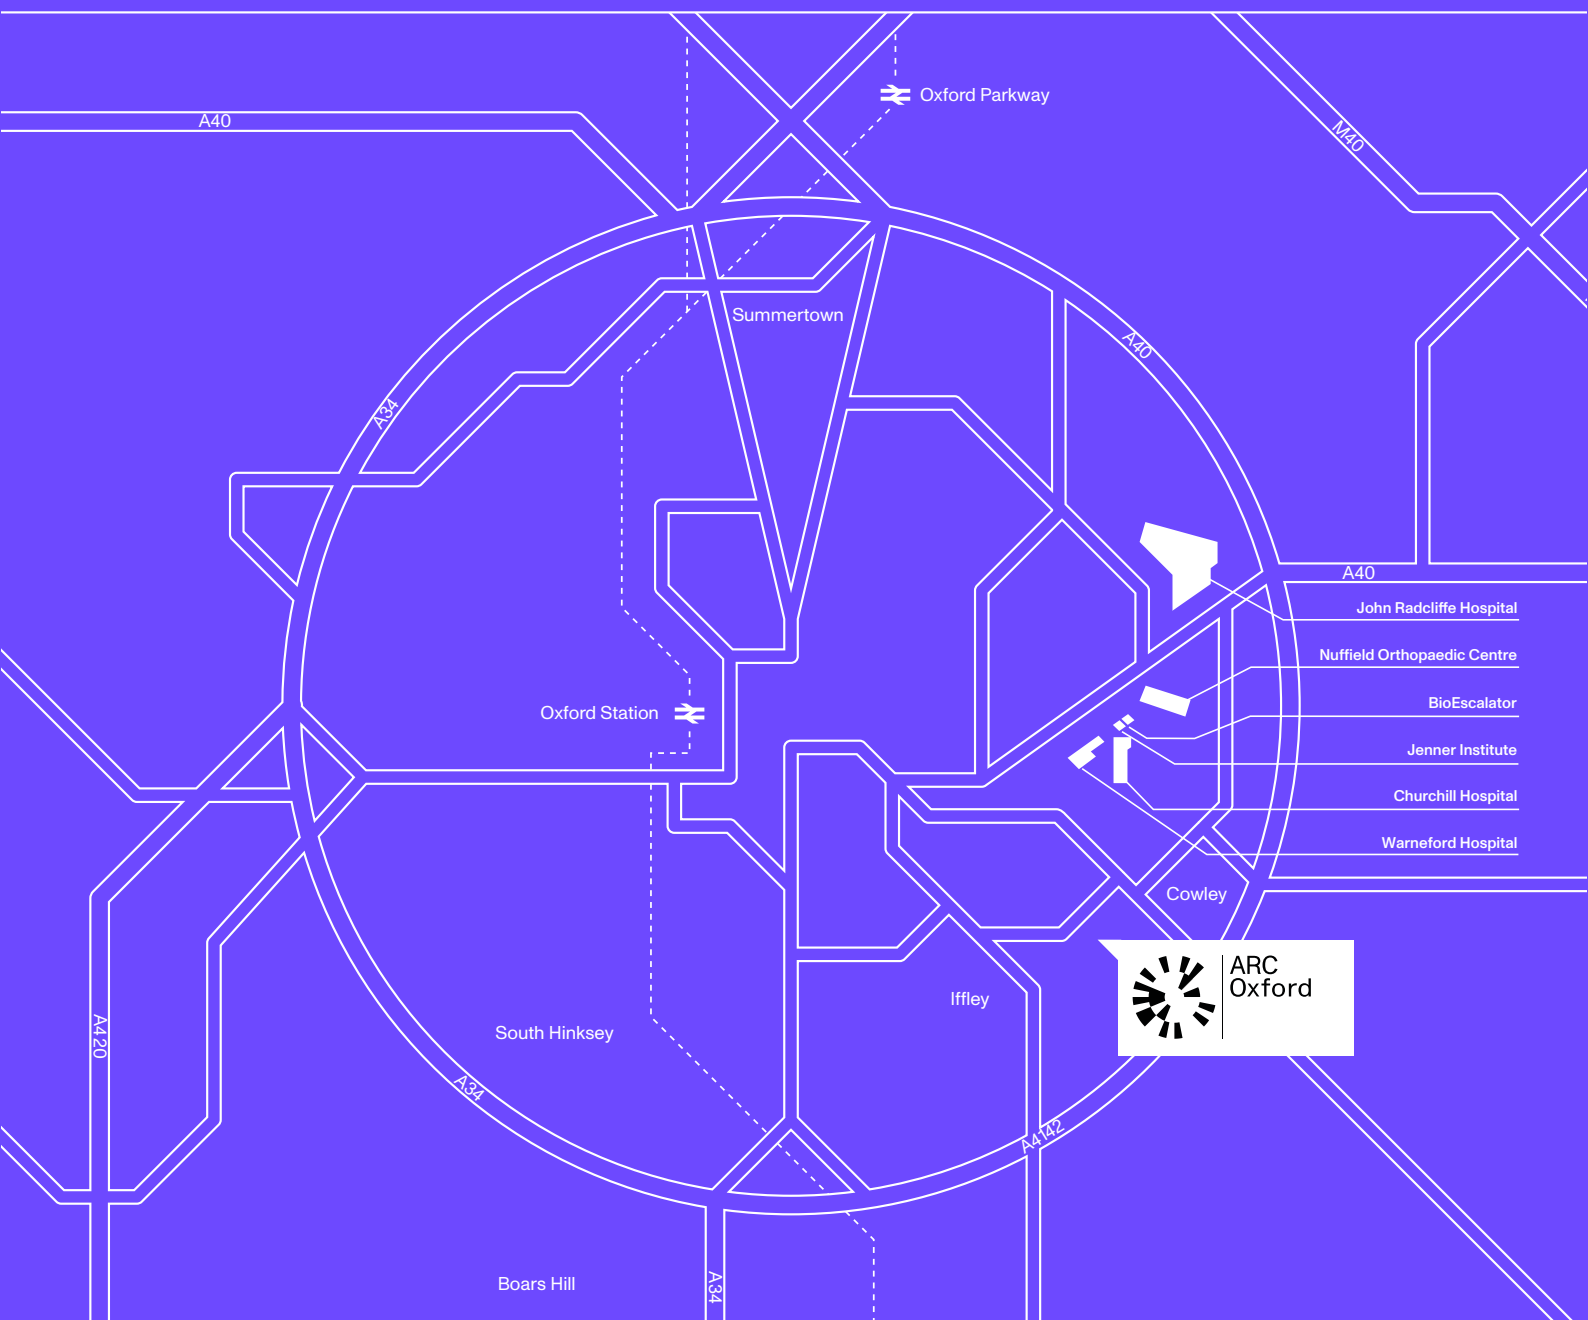 Oxford Parkway
A40
M40
Summertown
A40
A34
A40
John Radcliffe Hospital
Nuffield Orthopaedic Centre
BioEscalator
Oxford Station
Jenner Institute
Churchill Hospital
Warneford Hospital
Cowley
ARC
Oxford
Iffley
South Hinksey
A420
A34
A4142
Boars Hill
A34